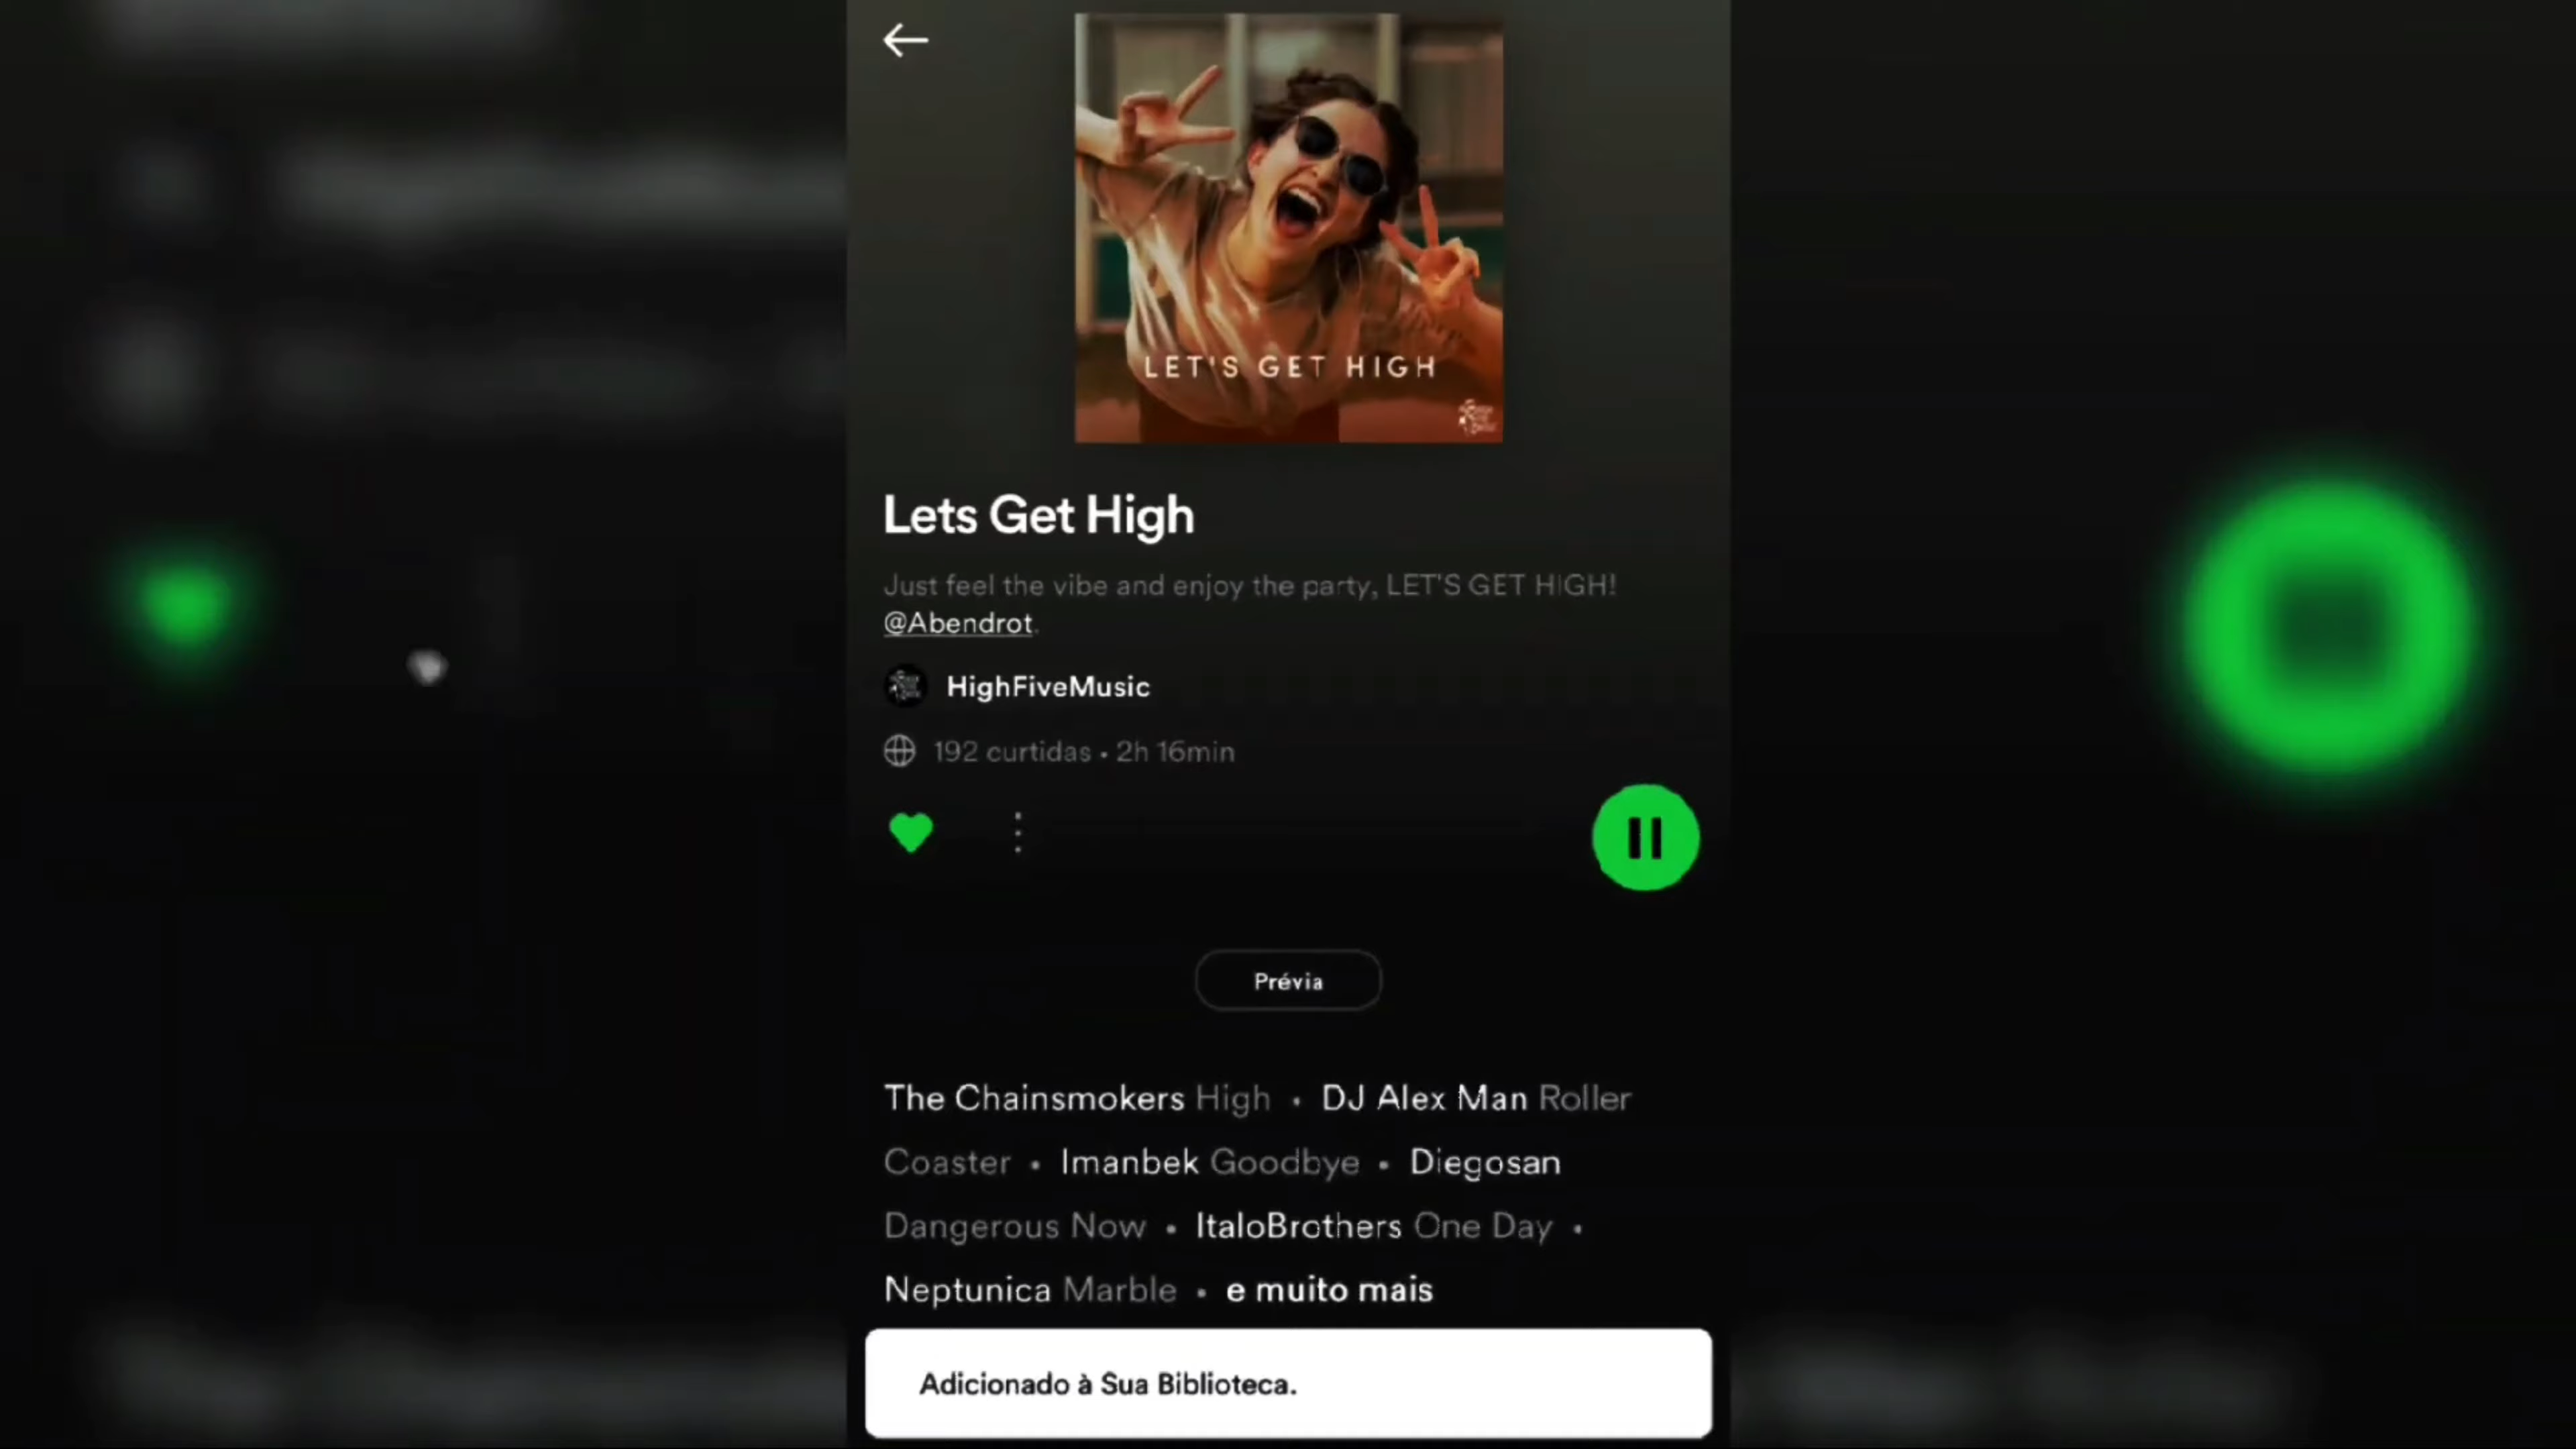 LET'S GET HIGH
Lets Get High
Just feel the vibe and enjoy the party, LET'S GET HIGH!
@Abendrot.
HighFiveMusic
192 curtidas • 2h 16min
Prévia
The Chainsmokers High • DJ Alex Man Roller
Coaster • Imanbek Goodbye • Diegosan
Dangerous Now • ItaloBrothers One Day •
Neptunica Marble • e muito mais
Adicionado à Sua Biblioteca.